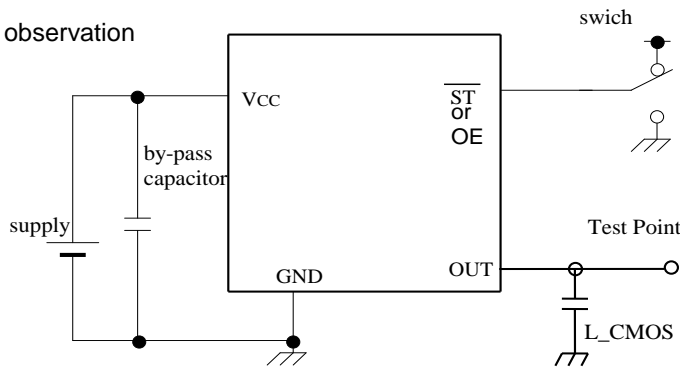 observation
swich
VCC
ST
or
OE
by-pass
capacitor
supply
Test Point
GND
OUT
L_CMOS